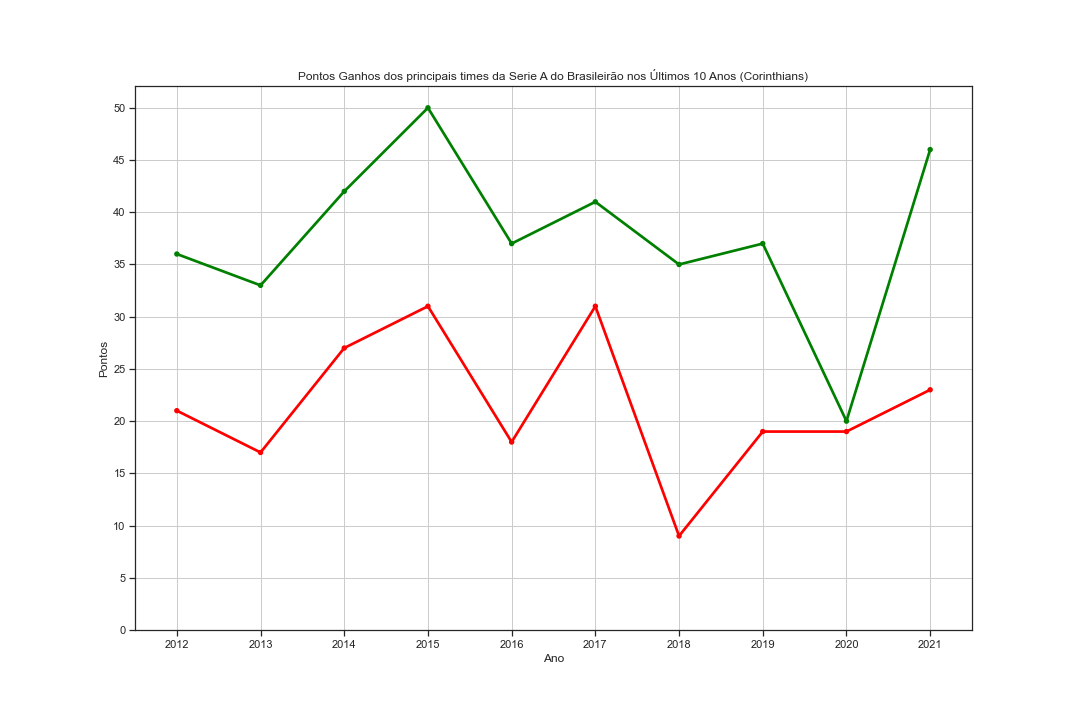 Pontos Ganhos dos principais times da Serie A do Brasileirão nos Últimos 10 Anos (Corinthians)
50
45
40
35
30
25
20
15
10
5
0
Pontos
2012 2013 2014 2015 2016 2017 2018 2019 2020 2021
Ano